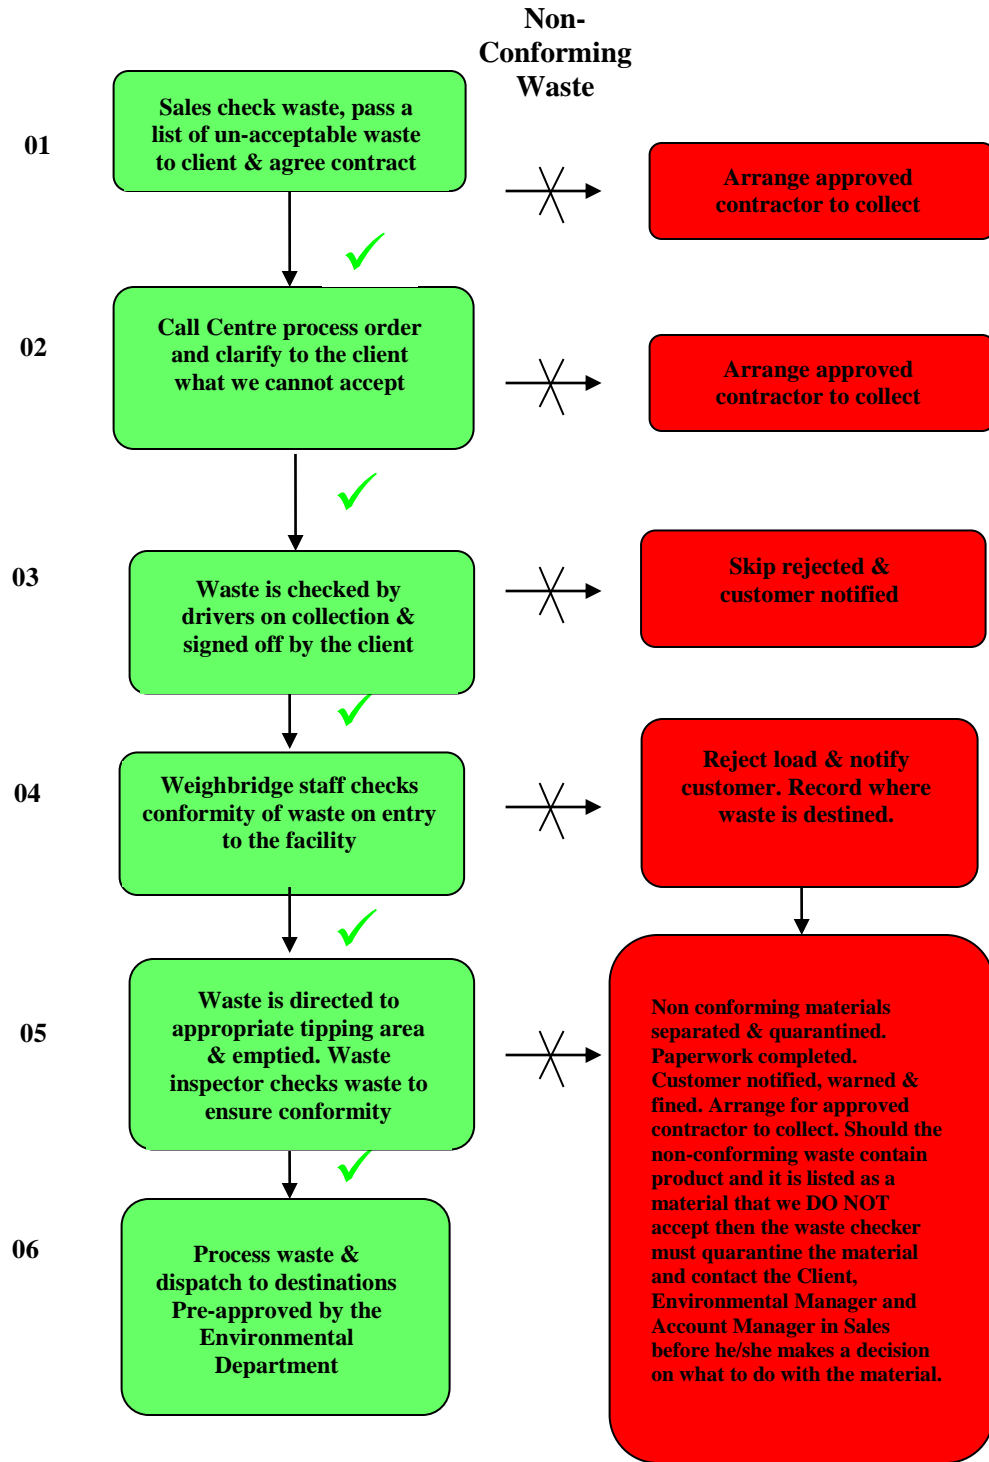 Non-
Conforming
Waste
01
Sales check waste, pass a
list of un-acceptable waste
to client & agree contract
Arrange approved
contractor to collect
02
Call Centre process order
and clarify to the client
what we cannot accept
Arrange approved
contractor to collect
03
Waste is checked by
drivers on collection &
signed off by the client
Skip rejected &
customer notified
04
Weighbridge staff checks
conformity of waste on entry
to the facility
Reject load & notify
customer. Record where
waste is destined.
05
Waste is directed to
appropriate tipping area
& emptied. Waste
inspector checks waste to
ensure conformity
Non conforming materials
separated & quarantined.
Paperwork completed.
Customer notified, warned &
fined. Arrange for approved
contractor to collect. Should the
non-conforming waste contain
product and it is listed as a
material that we DO NOT
accept then the waste checker
must quarantine the material
and contact the Client,
Environmental Manager and
Account Manager in Sales
before he/she makes a decision
on what to do with the material.
06
Process waste &
dispatch to destinations
Pre-approved by the
Environmental
Department